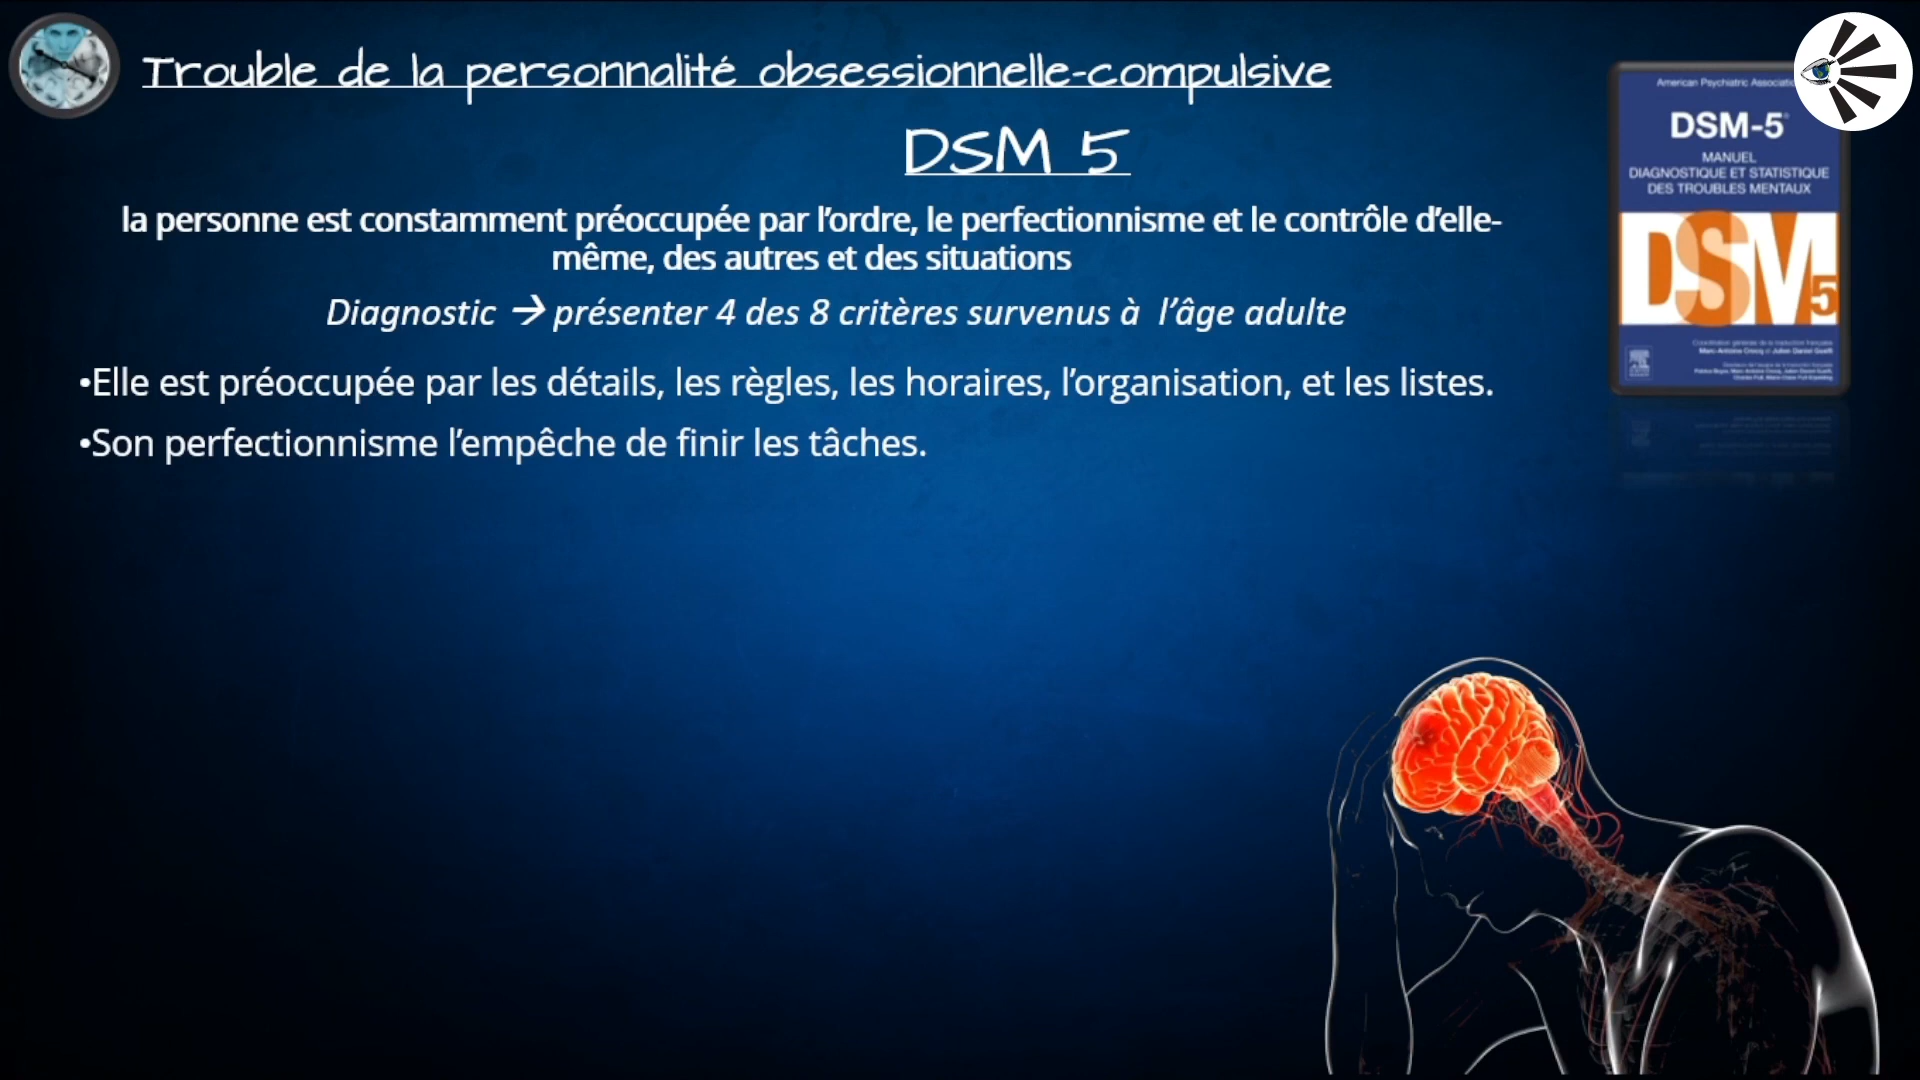 Trouble de la personnalité obsessionnelle-compulsive
DSM 5
la personne est constamment préoccupée par l’ordre, le perfectionnisme et le contrôle d’elle-
même, des autres et des situations
Diagnostic → présenter 4 des 8 critères survenus à l’âge adulte
•Elle est préoccupée par les détails, les règles, les horaires, l’organisation, et les listes.
•Son perfectionnisme l’empêche de finir les tâches.
American Psychiatric
DSM-5
MANUEL
DIAGNOSTIQUE ET STATISTIQUE
DES TROUBLES MENTAUX
DSM5